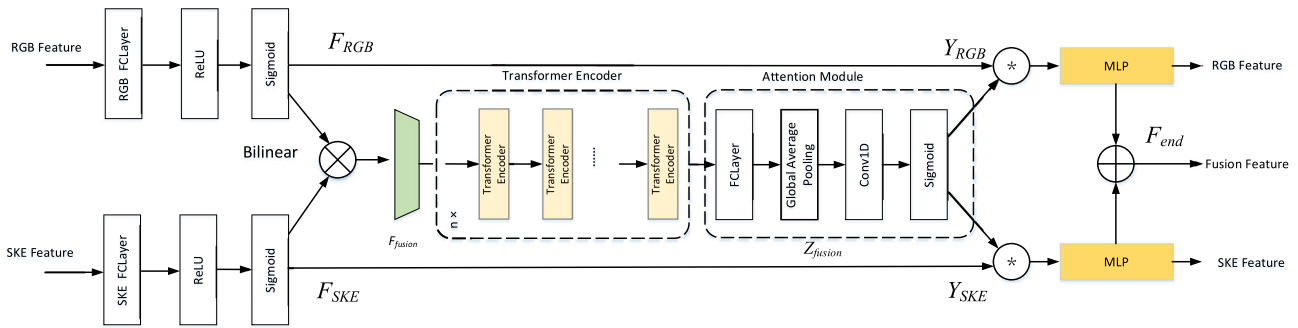 RGB Feature
RGB FCLayer
ReLU
Sigmoid
F_RGB
Y_RGB
*
MLP
RGB Feature
Transformer Encoder
Attention Module
Bilinear
F_fusion
n ×
Transformer
Encoder
Transformer
Encoder
......
Transformer
Encoder
FCLayer
Global Average
Pooling
Conv1D
Sigmoid
Z_fusion
F_end
Fusion Feature
SKE Feature
SKE FCLayer
ReLU
Sigmoid
F_SKE
Y_SKE
*
MLP
SKE Feature